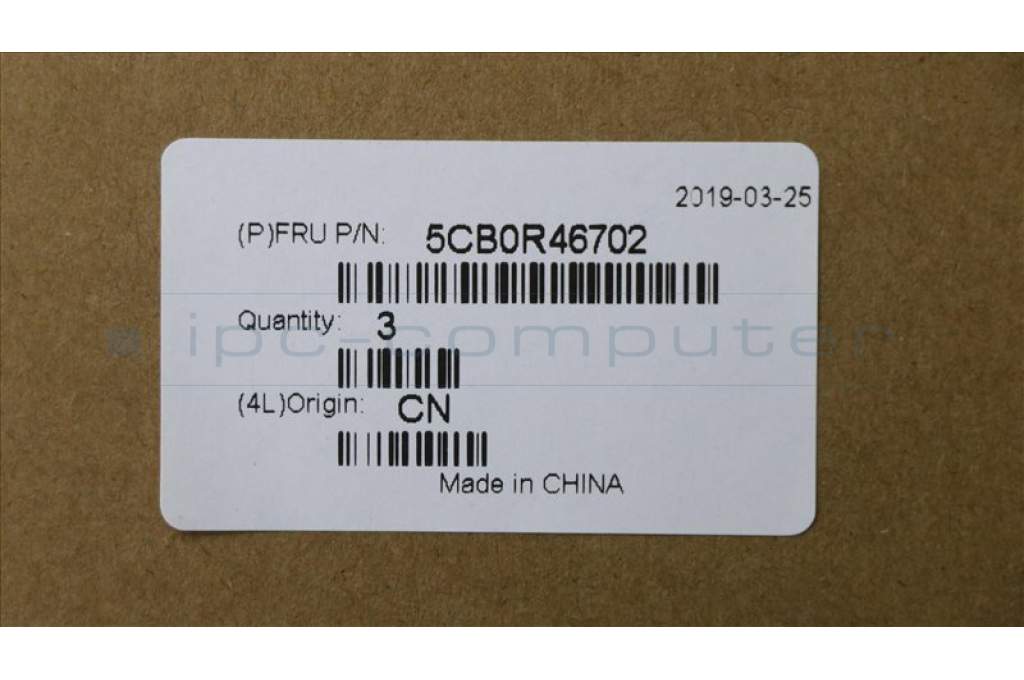 2019-03-25
(P)FRU P/N: 5CB0R46702
Quantity: 3
ipc-computer
(4L)Origin: CN
Made in CHINA